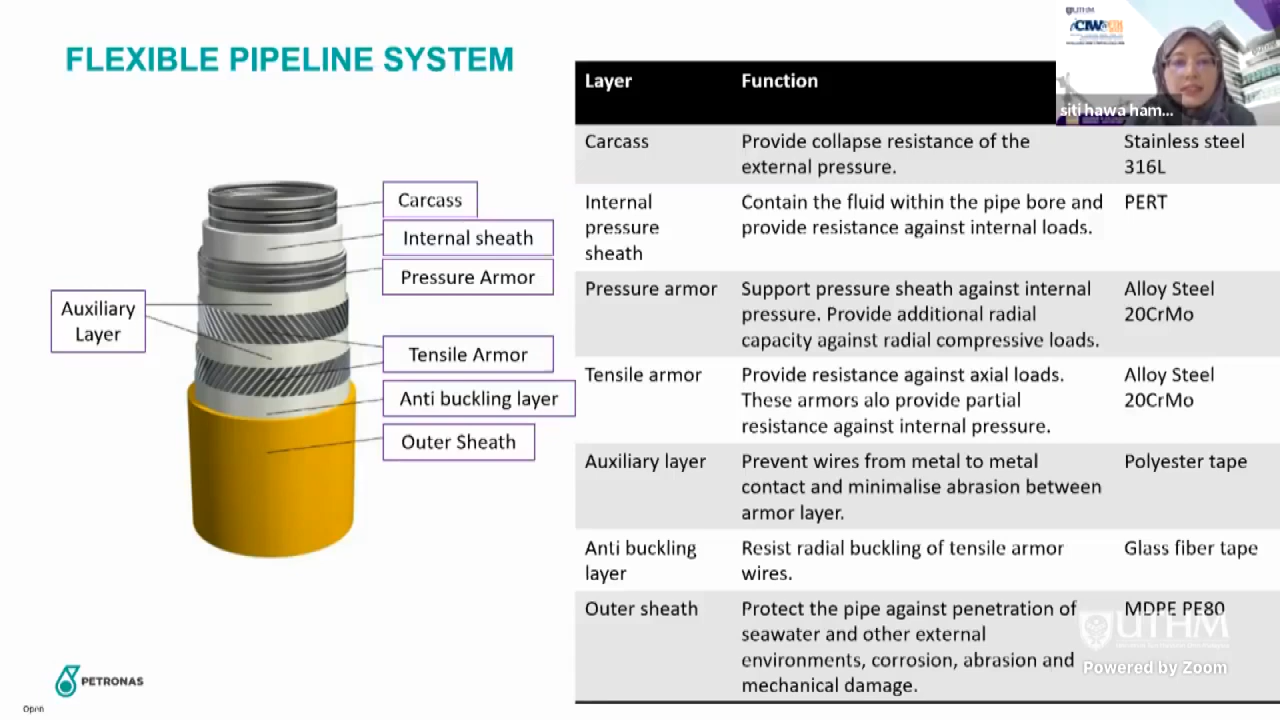 FLEXIBLE PIPELINE SYSTEM
Carcass
Internal sheath
Pressure Armor
Auxiliary
Layer
Tensile Armor
Anti buckling layer
Outer Sheath
PETRONAS
Open
Layer Function
Carcass Provide collapse resistance of the Stainless steel
external pressure. 316L
Internal Contain the fluid within the pipe bore and PERT
pressure provide resistance against internal loads.
sheath
Pressure armor Support pressure sheath against internal Alloy Steel
pressure. Provide additional radial 20CrMo
capacity against radial compressive loads.
Tensile armor Provide resistance against axial loads. Alloy Steel
These armors alo provide partial 20CrMo
resistance against internal pressure.
Auxiliary layer Prevent wires from metal to metal Polyester tape
contact and minimalise abrasion between
armor layer.
Anti buckling Resist radial buckling of tensile armor Glass fiber tape
layer wires.
Outer sheath Protect the pipe against penetration of MDPE PE80
seawater and other external
environments, corrosion, abrasion and
mechanical damage.
UTHM
siti hawa ham...
UTHM
Powered by Zoom